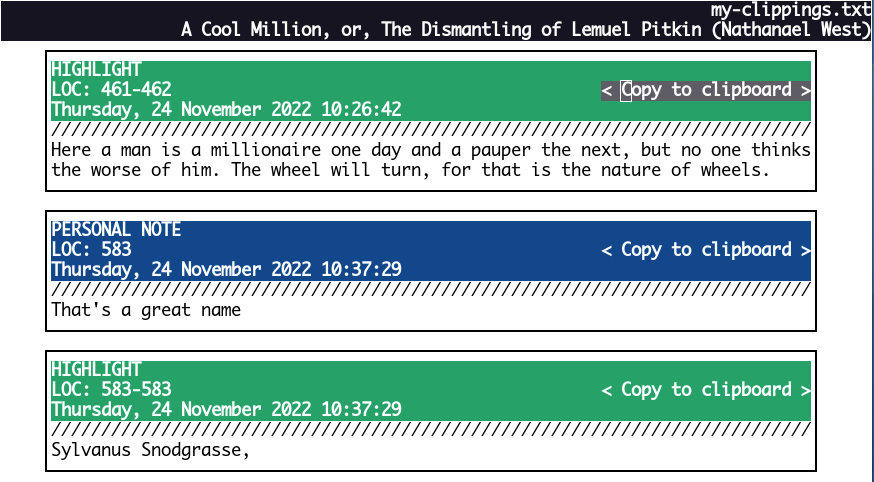 my-clippings.txt
A Cool Million, or, The Dismantling of Lemuel Pitkin (Nathanael West)
HIGHLIGHT
LOC: 461-462 < Copy to clipboard >
Thursday, 24 November 2022 10:26:42
////////////////////////////////////////////////////////////////////////////
Here a man is a millionaire one day and a pauper the next, but no one thinks
the worse of him. The wheel will turn, for that is the nature of wheels.
PERSONAL NOTE
LOC: 583 < Copy to clipboard >
Thursday, 24 November 2022 10:37:29
////////////////////////////////////////////////////////////////////////////
That's a great name
HIGHLIGHT
LOC: 583-583 < Copy to clipboard >
Thursday, 24 November 2022 10:37:29
////////////////////////////////////////////////////////////////////////////
Sylvanus Snodgrasse,